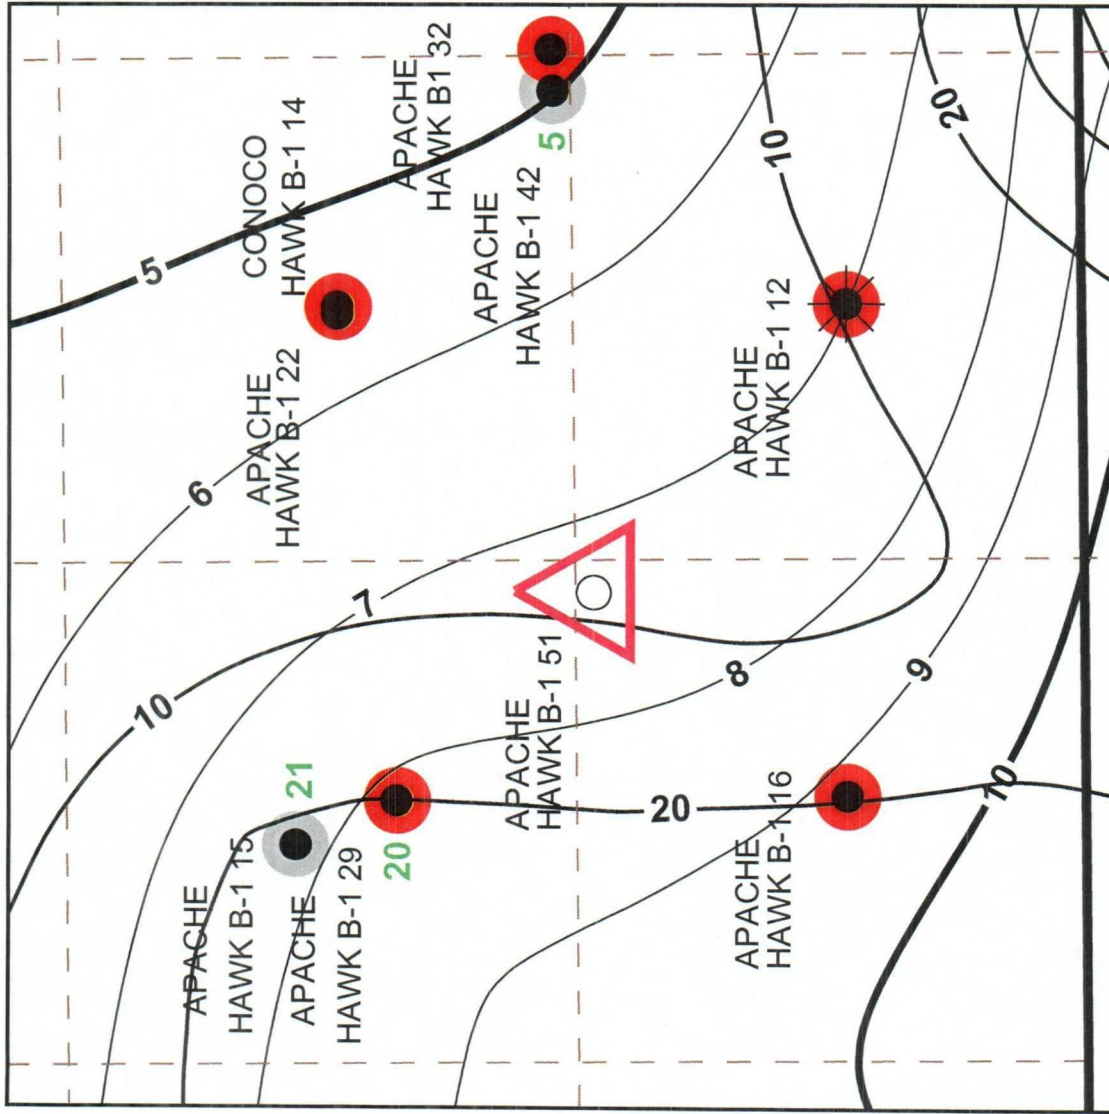 CONOCO
HAWK B-1 14
APACHE
HAWK B1 32
APACHE
HAWK B-1 42
5
5
APACHE
HAWK B-1 22
6
10
20
APACHE
HAWK B-1 12
7
10
21
20
APACHE
HAWK B-1 51
8
9
APACHE
HAWK B-1 15
APACHE
HAWK B-1 29
20
APACHE
HAWK B-1 16
10